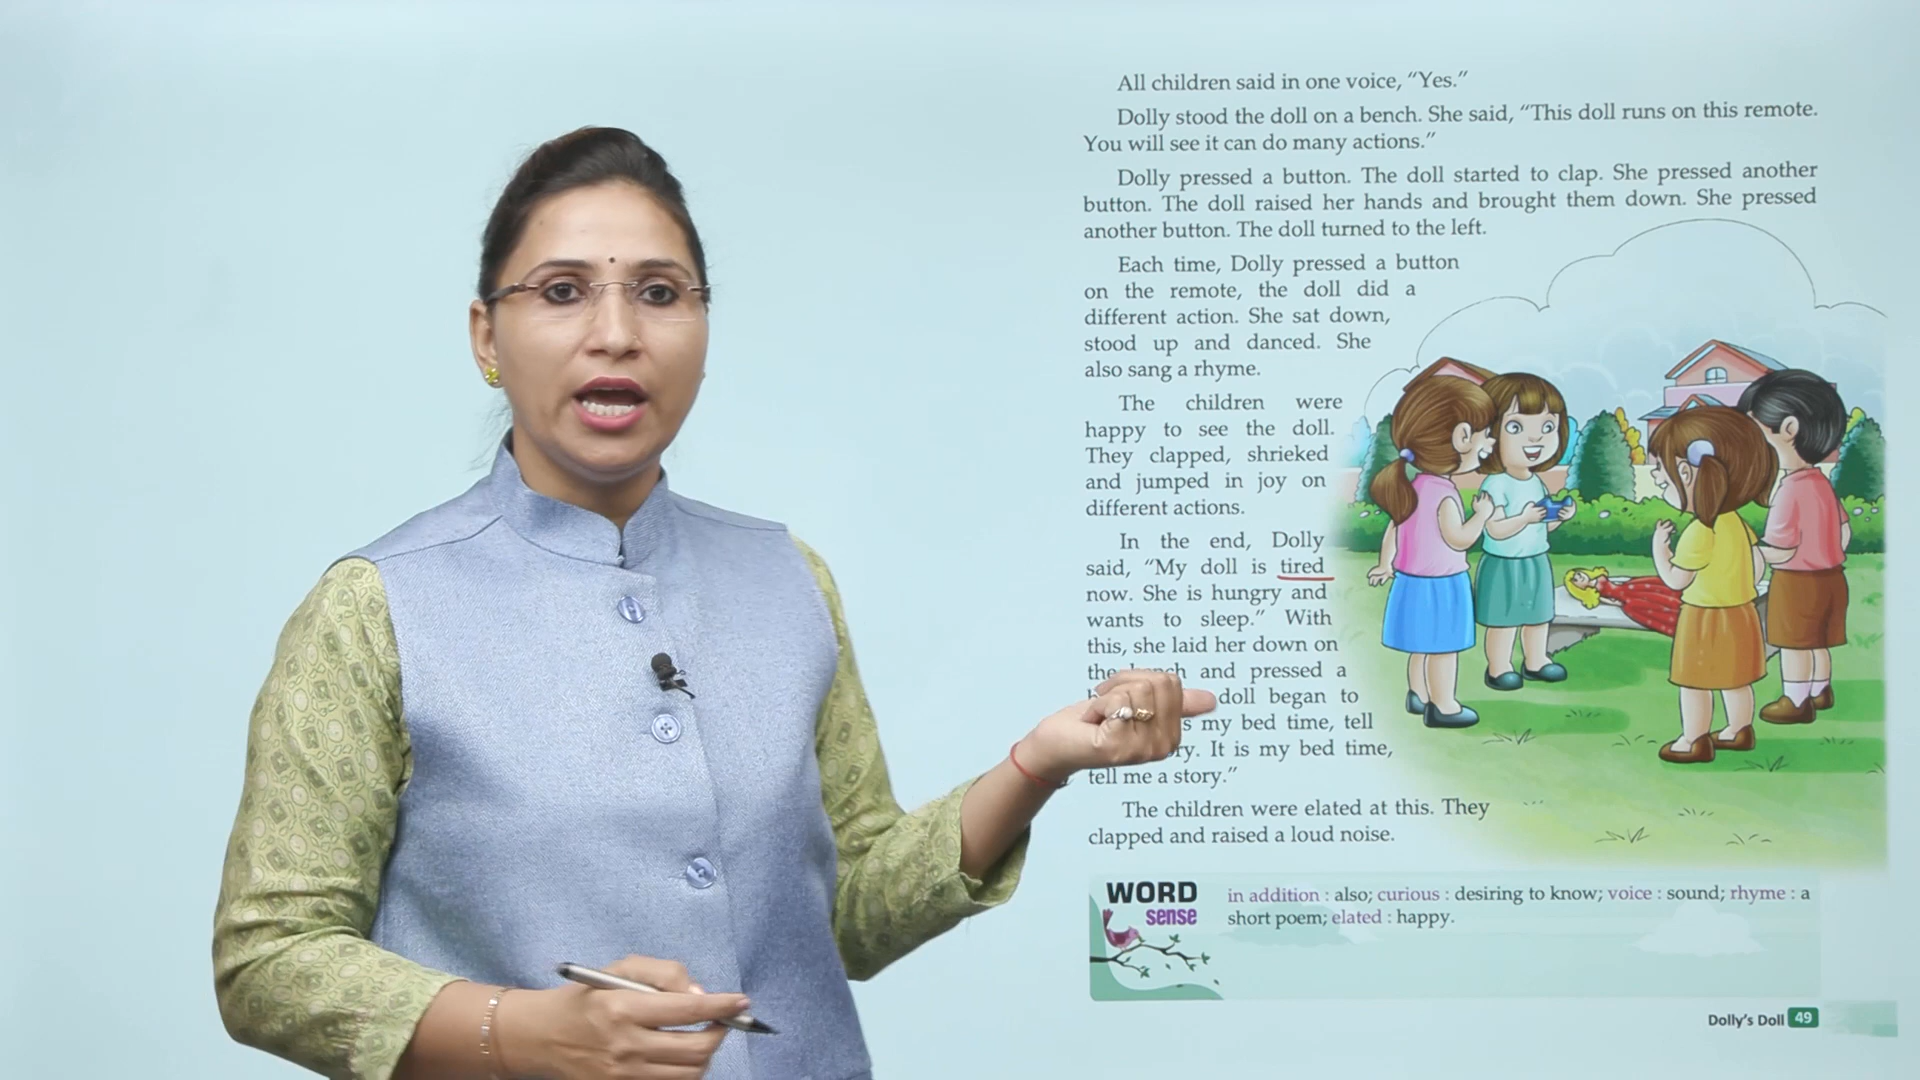 All children said in one voice, “Yes.”
Dolly stood the doll on a bench. She said, “This doll runs on this remote.
You will see it can do many actions.”
Dolly pressed a button. The doll started to clap. She pressed another
button. The doll raised her hands and brought them down. She pressed
another button. The doll turned to the left.
Each time, Dolly pressed a button
on the remote, the doll did a
different action. She sat down,
stood up and danced. She
also sang a rhyme.
The children were
happy to see the doll.
They clapped, shrieked
and jumped in joy on
different actions.
In the end, Dolly
said, “My doll is tired
now. She is hungry and
wants to sleep.” With
this, she laid her down on
the and pressed a
doll began to
my bed time, tell
It is my bed time,
tell me a story.”
The children were elated at this. They
clapped and raised a loud noise.
WORD
sense
in addition : also; curious : desiring to know; voice : sound; rhyme : a
short poem; elated : happy.
Dolly’s Doll 49